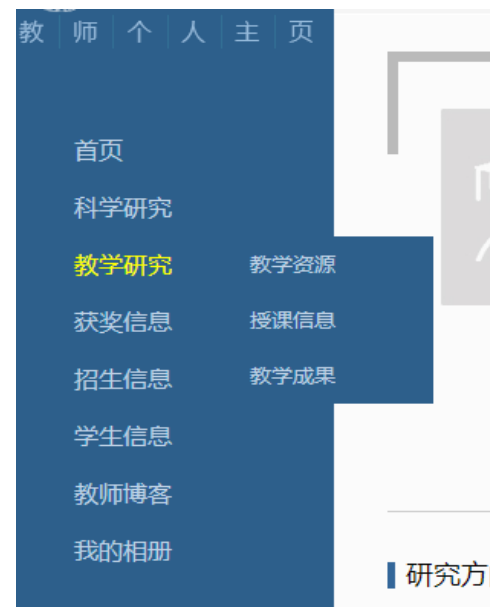 教 师 个 人 主 页
首页
科学研究
教学研究
教学资源
获奖信息
授课信息
招生信息
教学成果
学生信息
教师博客
我的相册
研究方